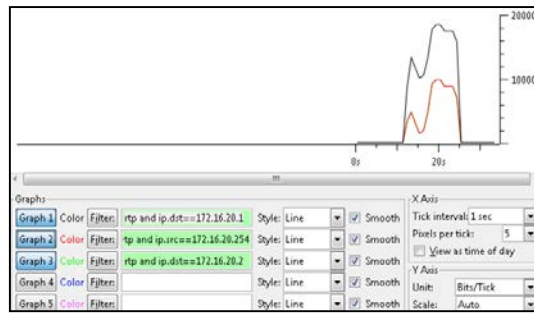 20000
10000
0s 20s
Graphs
Graph 1 Color Filter: rtp and ip.dst==172.16.20.1 Style: Line Smooth
Graph 2 Color Filter: tp and ip.src==172.16.20.254 Style: Line Smooth
Graph 3 Color Filter: rtp and ip.dst==172.16.20.2 Style: Line Smooth
Graph 4 Color Filter: Style: Line Smooth
Graph 5 Color Filter: Style: Line Smooth
X Axis
Tick interval: 1 sec
Pixels per tick: 5
View as time of day
Y Axis
Unit: Bits/Tick
Scale: Auto